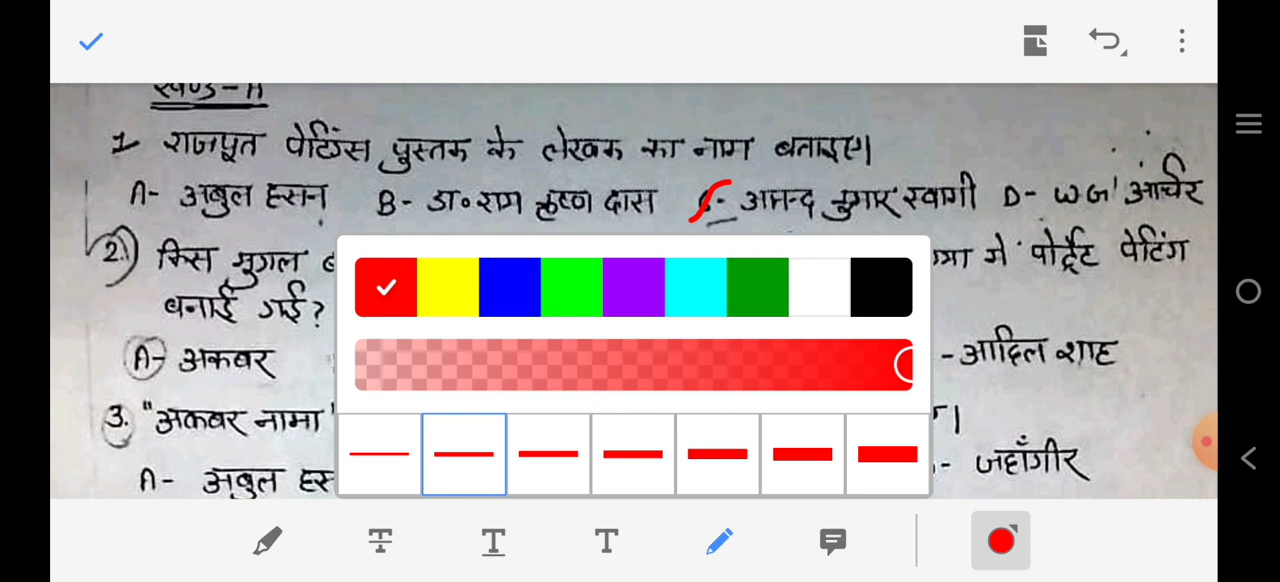 खण्ड-A
1 राजपूत पेटिंग्स पुस्तक के लेखक का नाम बताइए।
A- अबुल हसन B- डा॰ राम कृष्ण दास C- आनन्द कुमार स्वामी D- WG आर्चर
2. किस मुगल में पोर्ट्रेट पेटिंग
बनाई गई?
A- अकबर -आदिल शाह
3. "अकबर नामा"
A- अबुल हस - जहाँगीर
T T T